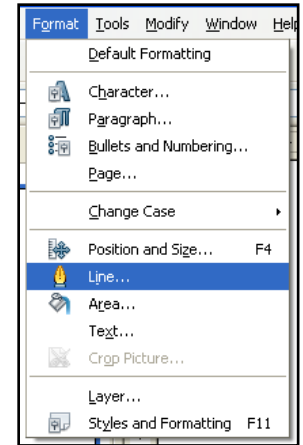 Format Tools Modify Window Help
Default Formatting
Character...
Paragraph...
Bullets and Numbering...
Page...
Change Case
Position and Size... F4
Line...
Area...
Text...
Crop Picture...
Layer...
Styles and Formatting F11